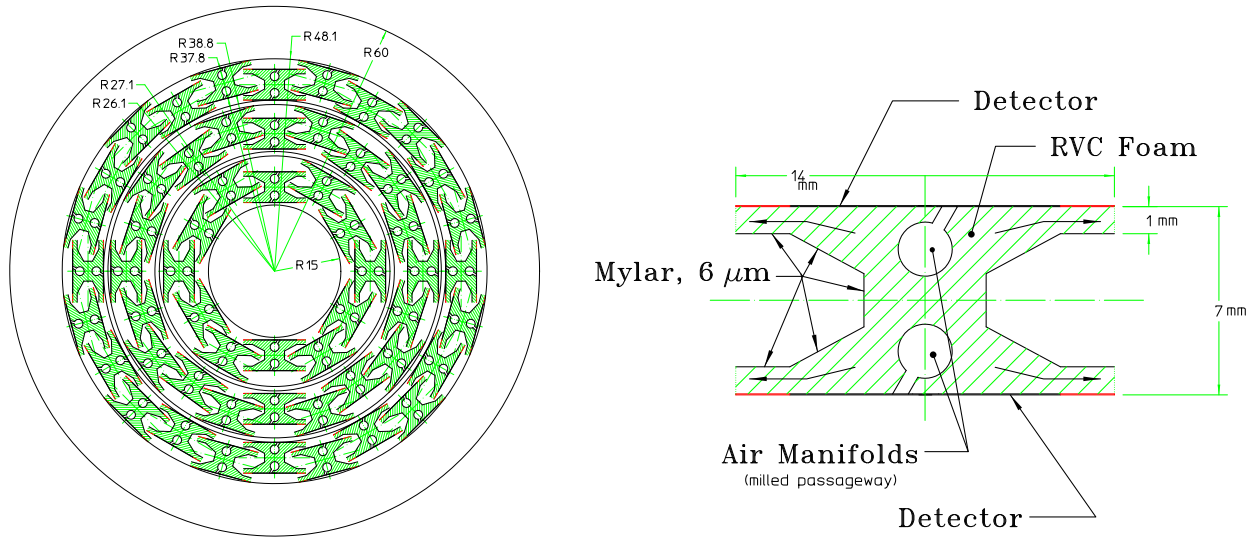 R38.8
R48.1
R37.8
R60
R27.1
R26.1
R15
Detector
RVC Foam
14
mm
1 mm
Mylar, 6 μm
7 mm
Air Manifolds
(milled passageway)
Detector